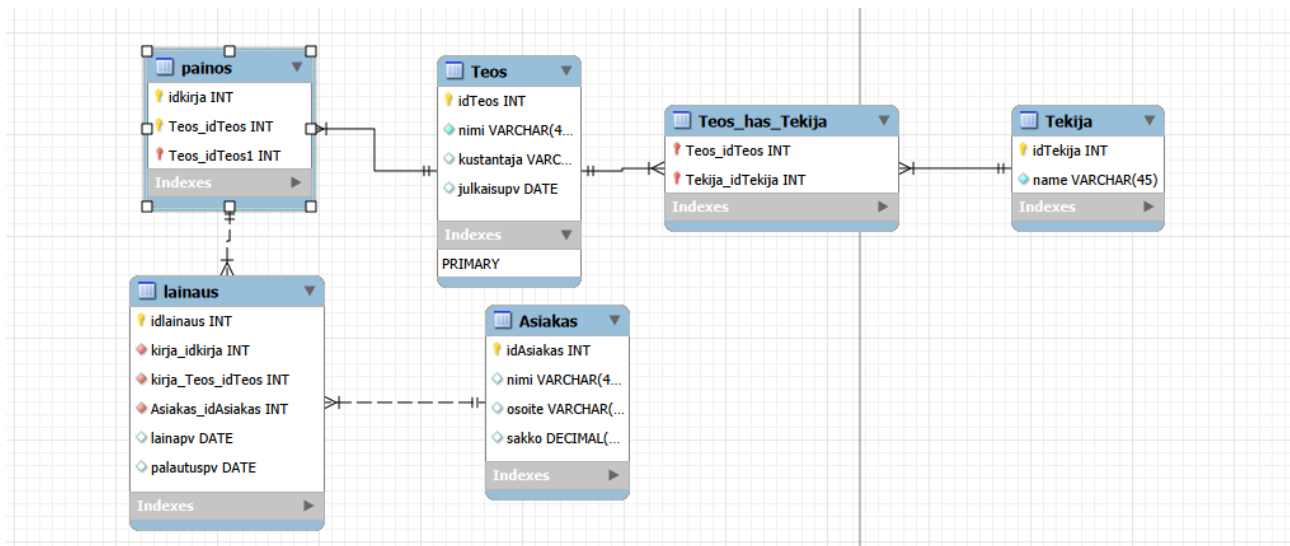 painos
idkirja INT
Teos_idTeos INT
Teos_idTeos1 INT
Indexes
Teos
idTeos INT
nimi VARCHAR(4...
kustantaja VARC...
julkaisupv DATE
Indexes
PRIMARY
Teos_has_Tekija
Teos_idTeos INT
Tekija_idTekija INT
Indexes
Tekija
idTekija INT
name VARCHAR(45)
Indexes
lainaus
idlainaus INT
kirja_idkirja INT
kirja_Teos_idTeos INT
Asiakas_idAsiakas INT
lainapv DATE
palautuspv DATE
Indexes
Asiakas
idAsiakas INT
nimi VARCHAR(4...
osoite VARCHAR(...
sakko DECIMAL(...
Indexes